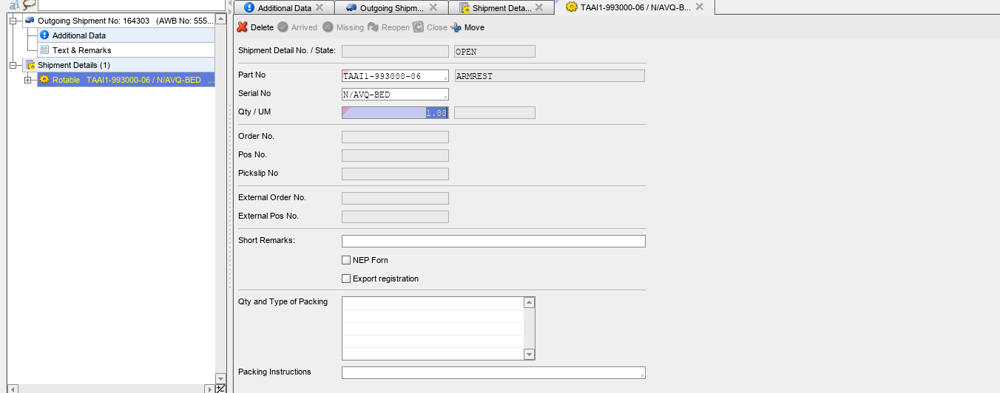 Outgoing Shipment No: 164303 (AWB No: 555...
Additional Data
Text & Remarks
Shipment Details (1)
Rotable TAAI1-993000-06 / N/AVQ-BED ...
Additional Data
Outgoing Shipm...
Shipment Deta...
TAAI1-993000-06 / N/AVQ-B...
Delete Arrived Missing Reopen Close Move
Shipment Detail No. / State: OPEN
Part No TAAI1-993000-06 ARMREST
Serial No N/AVQ-BED
Qty / UM 1.00
Order No.
Pos No.
Pickslip No
External Order No.
External Pos No.
Short Remarks:
NEP Forn
Export registration
Qty and Type of Packing
Packing Instructions